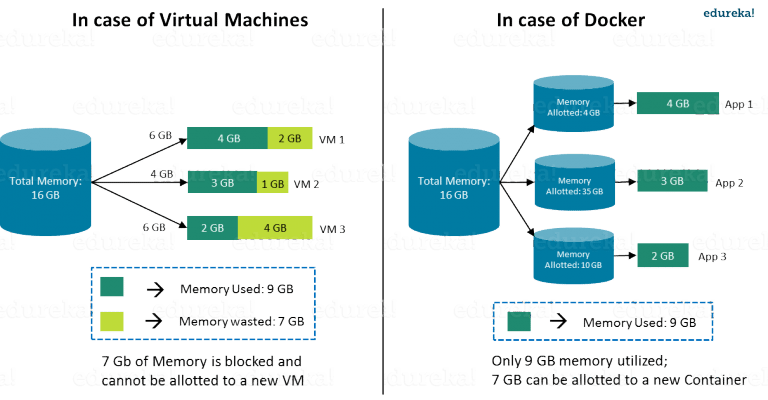 In case of Virtual Machines
Total Memory:
16 GB
6 GB
4 GB
2 GB
VM 1
4 GB
3 GB
1 GB
VM 2
6 GB
2 GB
4 GB
VM 3
Memory Used: 9 GB
Memory wasted: 7 GB
7 Gb of Memory is blocked and
cannot be allotted to a new VM
In case of Docker
edureka!
Total Memory:
16 GB
Memory
Allotted: 4 GB
4 GB
App 1
Memory
Allotted: 35 GB
3 GB
App 2
Memory
Allotted: 10 GB
2 GB
App 3
Memory Used: 9 GB
Only 9 GB memory utilized;
7 GB can be allotted to a new Container